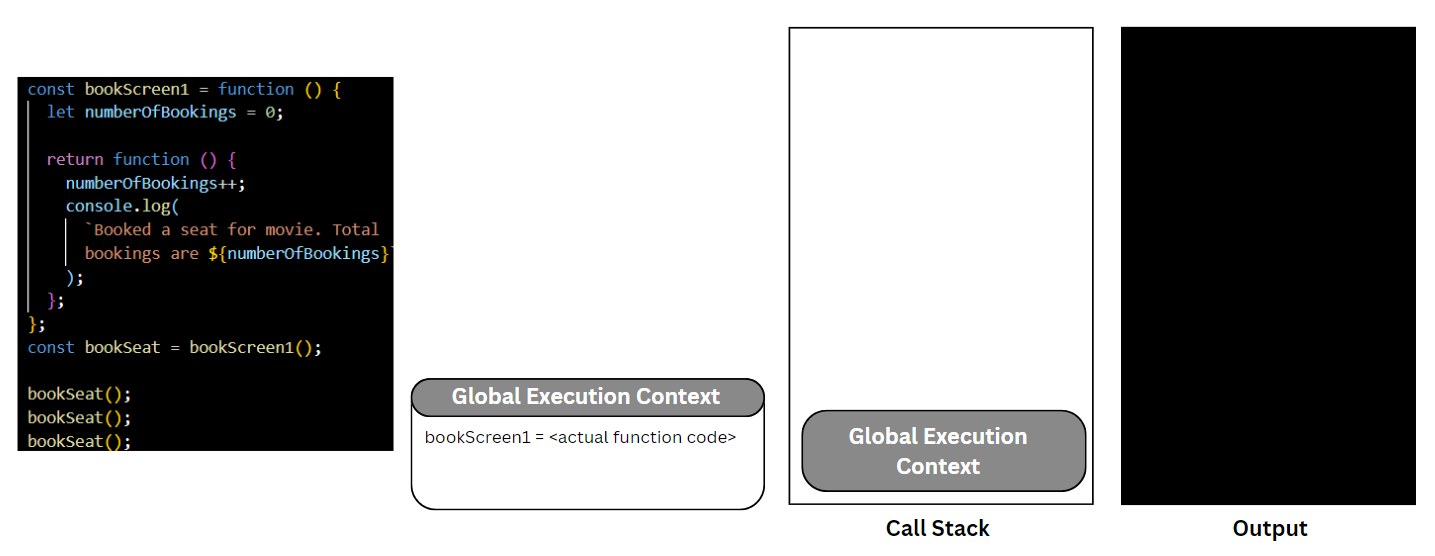 const bookScreen1 = function () {
let numberOfBookings = 0;
return function () {
numberOfBookings++;
console.log(
`Booked a seat for movie. Total
bookings are ${numberOfBookings}`
);
};
};
const bookSeat = bookScreen1();
bookSeat();
bookSeat();
bookSeat();
Global Execution Context
bookScreen1 = <actual function code>
Global Execution
Context
Call Stack
Output